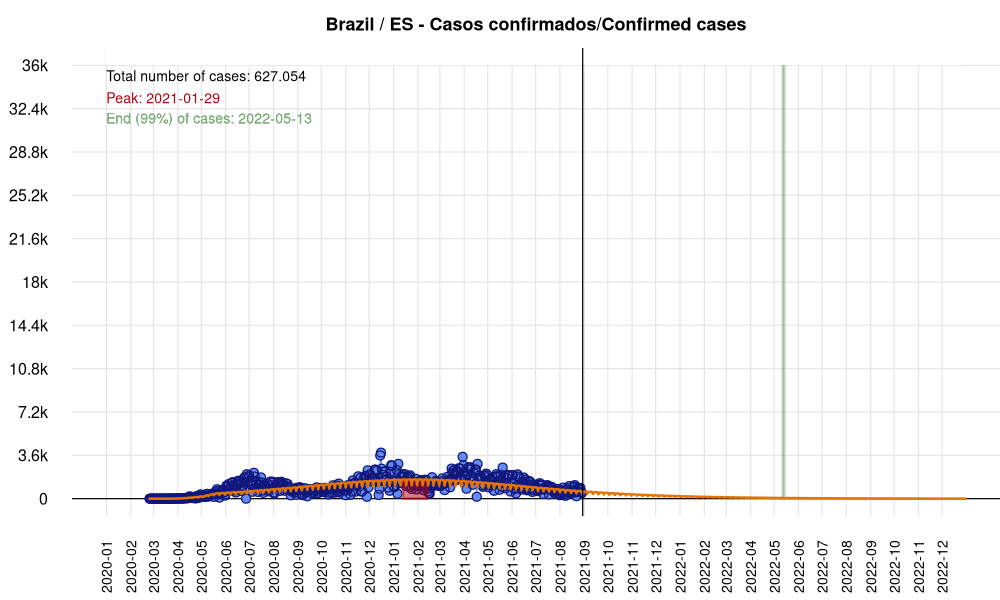 Brazil / ES - Casos confirmados/Confirmed cases
Total number of cases: 627.054
Peak: 2021-01-29
End (99%) of cases: 2022-05-13
36k
32.4k
28.8k
25.2k
21.6k
18k
14.4k
10.8k
7.2k
3.6k
0
2020-01
2020-02
2020-03
2020-04
2020-05
2020-06
2020-07
2020-08
2020-09
2020-10
2020-11
2020-12
2021-01
2021-02
2021-03
2021-04
2021-05
2021-06
2021-07
2021-08
2021-09
2021-10
2021-11
2021-12
2022-01
2022-02
2022-03
2022-04
2022-05
2022-06
2022-07
2022-08
2022-09
2022-10
2022-11
2022-12